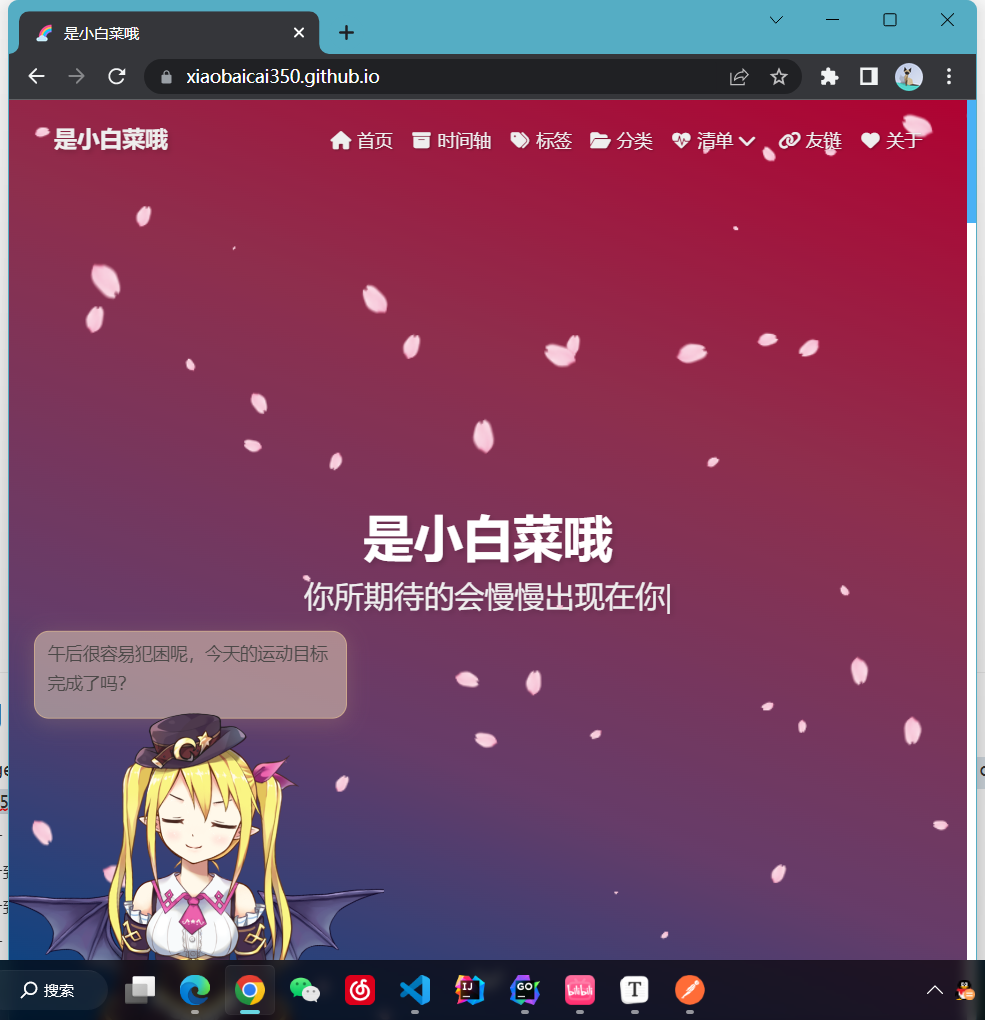 是小白菜哦
xiaobaicai350.github.io
是小白菜哦
首页 时间轴 标签 分类 清单 友链 关于
是小白菜哦
你所期待的会慢慢出现在你|
午后很容易犯困呢，今天的运动目标
完成了吗？
搜索
IJ
GO
bilibili
T